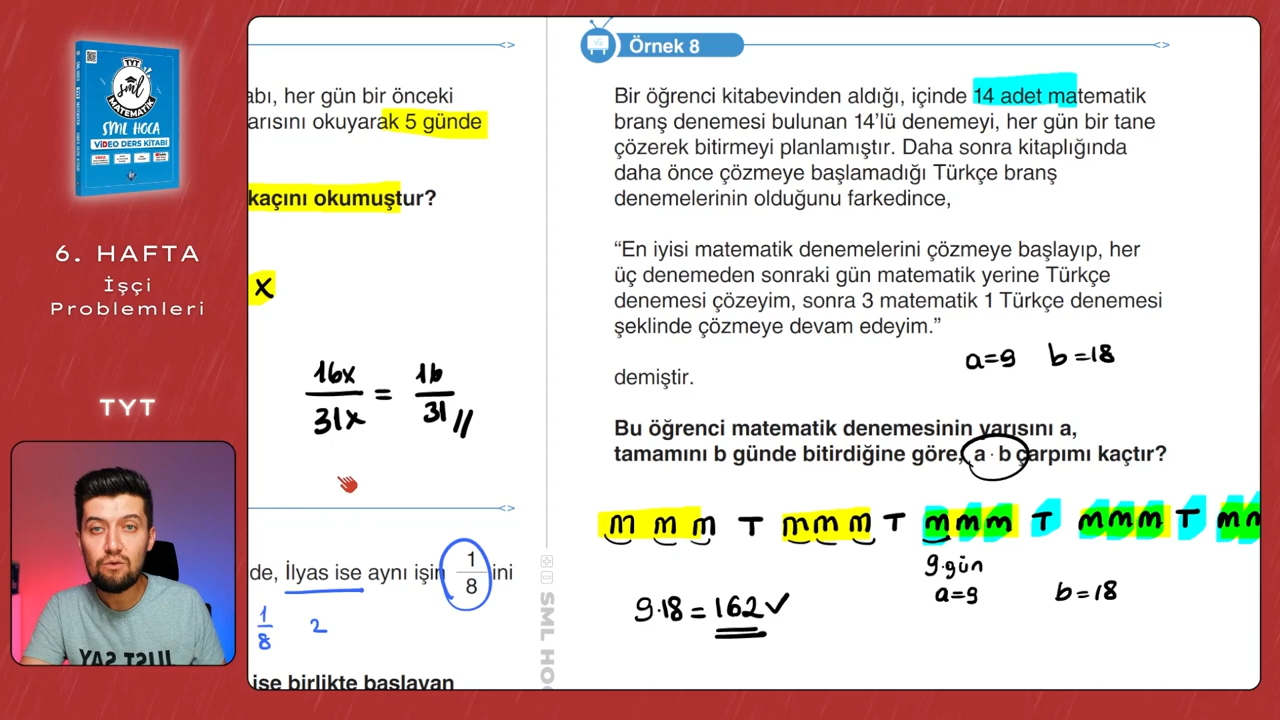 TYT
sml
MATEMATİK
SML HOCA
VİDEO DERS KİTABI
6. HAFTA
İşçi
Problemleri
TYT
abı, her gün bir önceki
arısını okuyarak 5 günde
kaçını okumuştur?
x
16x
31x
=
16
31
de, İlyas ise aynı işin 1/8 ini
1/8 2
ise birlikte başlayan
Örnek 8
Bir öğrenci kitabevinden aldığı, içinde 14 adet matematik
branş denemesi bulunan 14’lü denemeyi, her gün bir tane
çözerek bitirmeyi planlamıştır. Daha sonra kitaplığında
daha önce çözmeye başlamadığı Türkçe branş
denemelerinin olduğunu farkedince,
“En iyisi matematik denemelerini çözmeye başlayıp, her
üç denemeden sonraki gün matematik yerine Türkçe
denemesi çözeyim, sonra 3 matematik 1 Türkçe denemesi
şeklinde çözmeye devam edeyim.”
a=9 b=18
demiştir.
Bu öğrenci matematik denemesinin yarısını a,
tamamını b günde bitirdiğine göre, a · b çarpımı kaçtır?
m m m T m m m T m m m T m m m T m m
9.gün
a=9 b=18
9·18=162
SML HOC